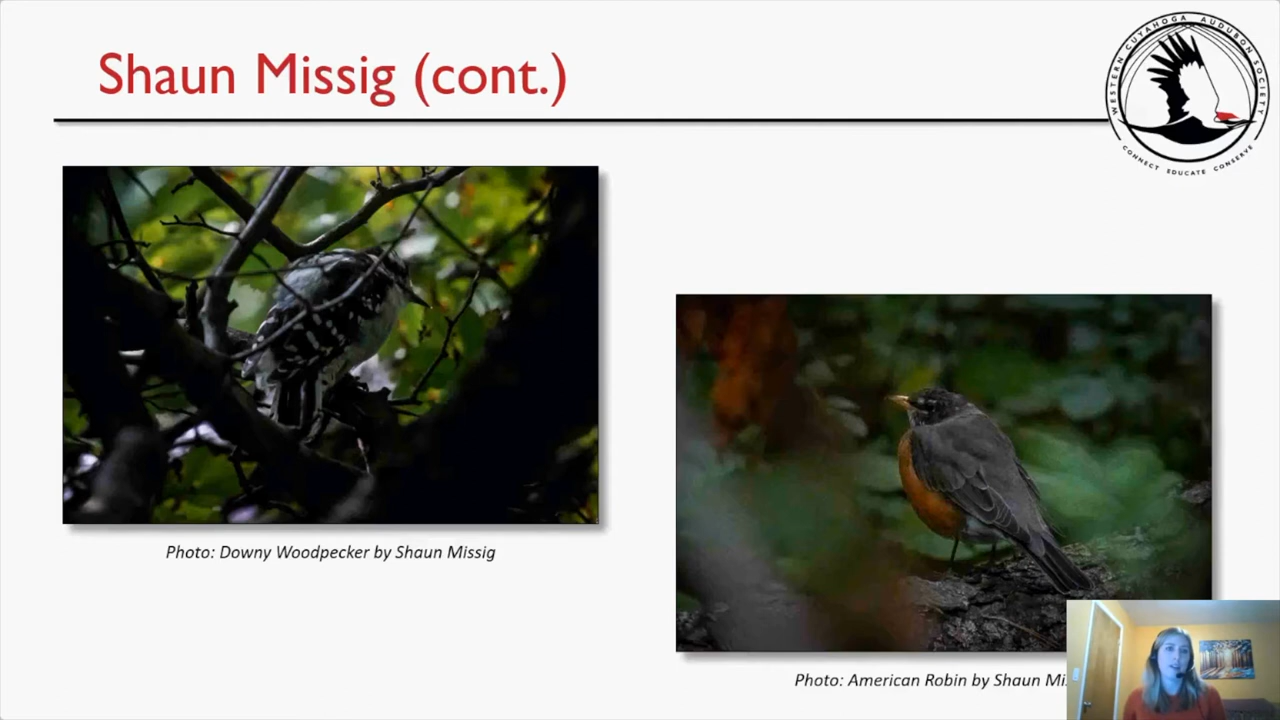 Shaun Missig (cont.)
WESTERN CUYAHOGA AUDUBON SOCIETY
CONNECT EDUCATE CONSERVE
Photo: Downy Woodpecker by Shaun Missig
Photo: American Robin by Shaun Mi